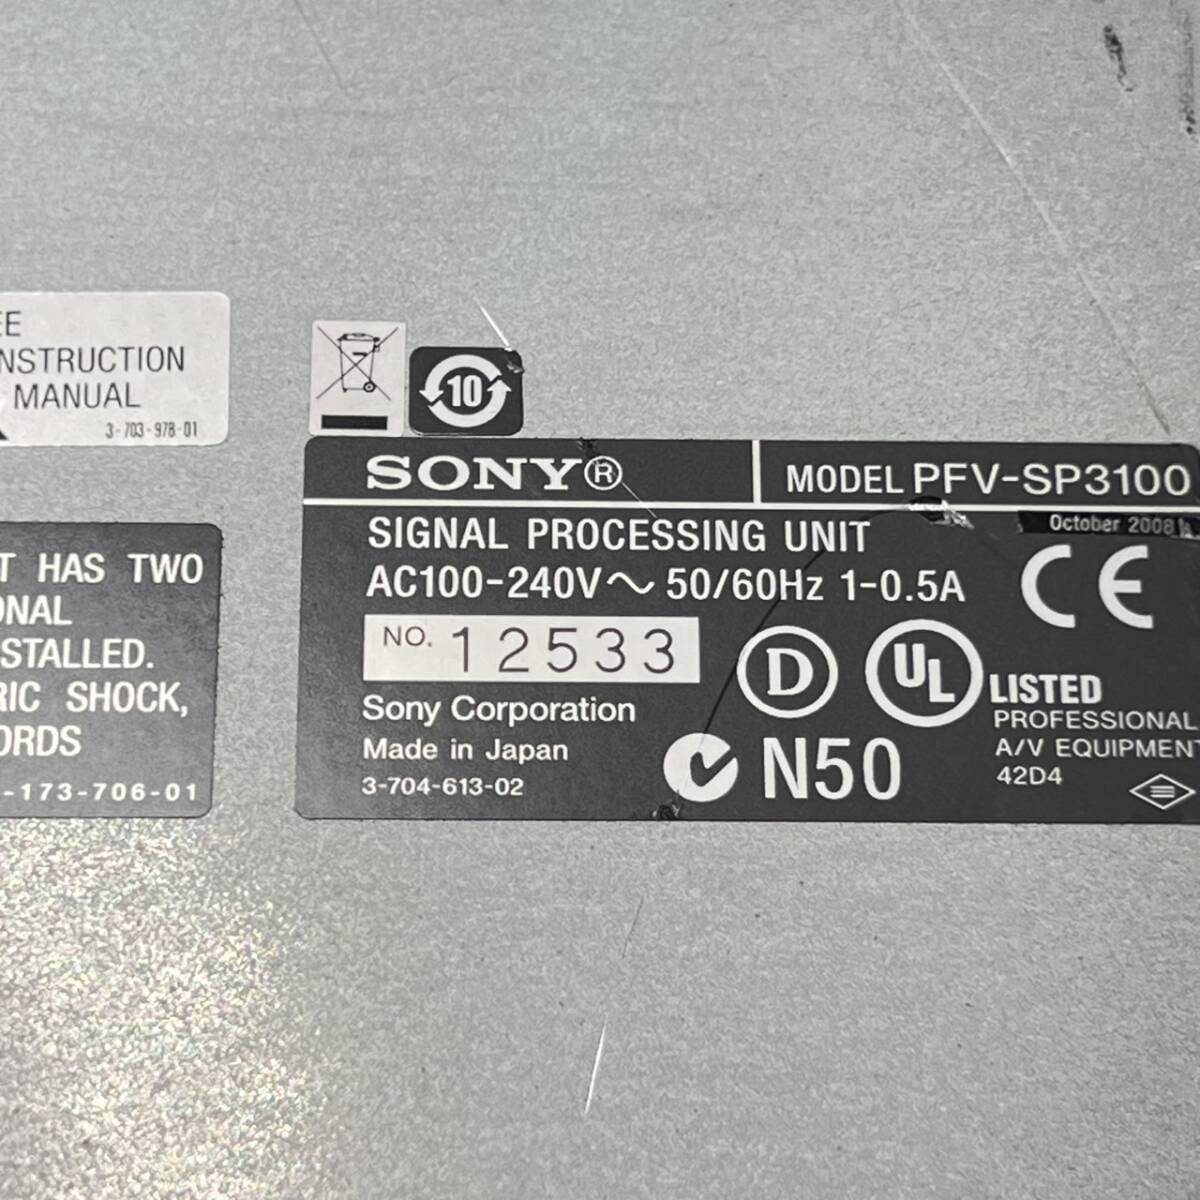 EE
NSTRUCTION
MANUAL
3-703-978-01
T HAS TWO
ONAL
STALLED.
RIC SHOCK,
ORDS
-173-706-01
10
SONY®
MODEL PFV-SP3100
October 2008
SIGNAL PROCESSING UNIT
AC100-240V～ 50/60Hz 1-0.5A
CE
NO. 12533
D
UL
LISTED
PROFESSIONAL
A/V EQUIPMENT
42D4
Sony Corporation
Made in Japan
3-704-613-02
N50